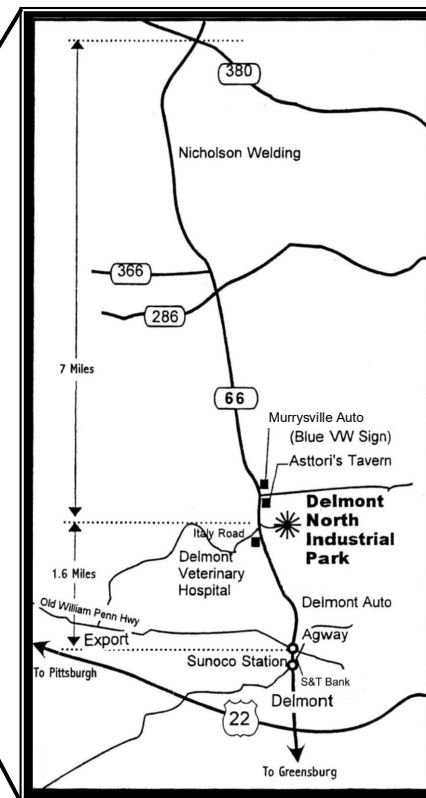 380
Nicholson Welding
366
286
7 Miles
66
Murrysville Auto
(Blue VW Sign)
Asttori's Tavern
Delmont
North
Industrial
Park
Italy Road
Delmont
Veterinary
Hospital
1.6 Miles
Delmont Auto
Old William Penn Hwy
Export
Agway
Sunoco Station
To Pittsburgh
S&T Bank
Delmont
22
To Greensburg